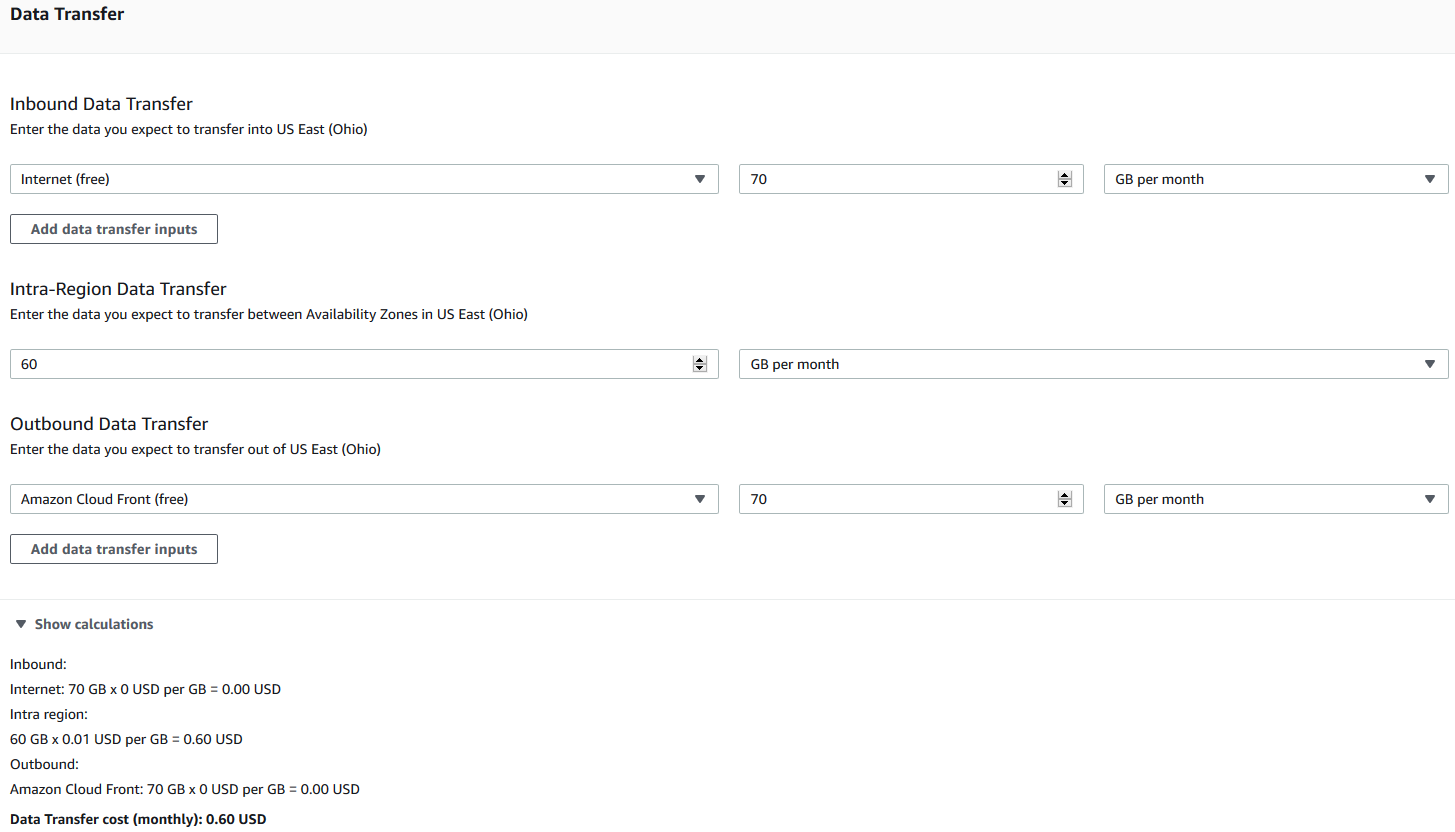 Data Transfer
Inbound Data Transfer
Enter the data you expect to transfer into US East (Ohio)
Internet (free) 70 GB per month
Add data transfer inputs
Intra-Region Data Transfer
Enter the data you expect to transfer between Availability Zones in US East (Ohio)
60 GB per month
Outbound Data Transfer
Enter the data you expect to transfer out of US East (Ohio)
Amazon Cloud Front (free) 70 GB per month
Add data transfer inputs
Show calculations
Inbound:
Internet: 70 GB x 0 USD per GB = 0.00 USD
Intra region:
60 GB x 0.01 USD per GB = 0.60 USD
Outbound:
Amazon Cloud Front: 70 GB x 0 USD per GB = 0.00 USD
Data Transfer cost (monthly): 0.60 USD